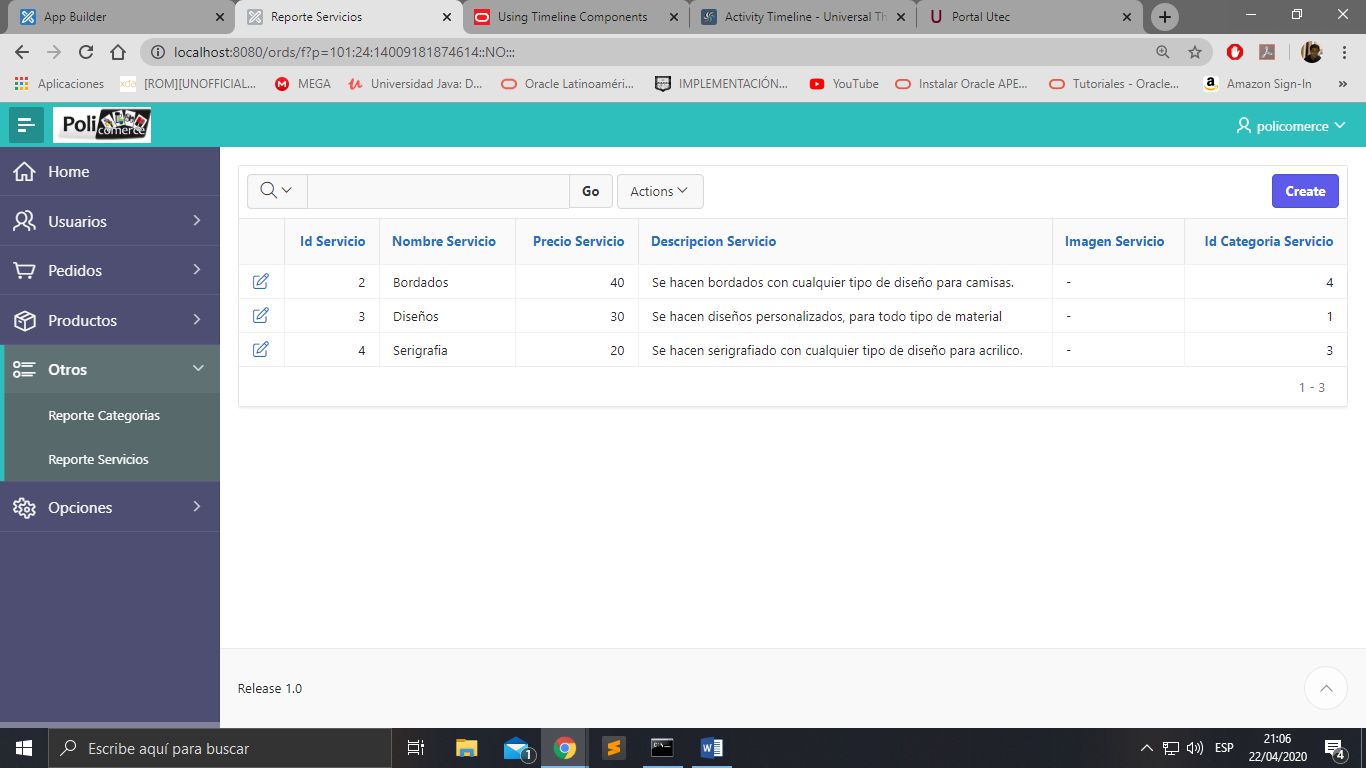 App Builder
Reporte Servicios
Using Timeline Components
Activity Timeline - Universal Th
Portal Utec
localhost:8080/ords/f?p=101:24:14009181874614::NO:::
Aplicaciones
[ROM][UNOFFICIAL...
MEGA
Universidad Java: D...
Oracle Latinoaméri...
IMPLEMENTACIÓN...
YouTube
Instalar Oracle APE...
Tutoriales - Oracle...
Amazon Sign-In
»
Poli comerce
policomerce
Home
Usuarios
Pedidos
Productos
Otros
Reporte Categorias
Reporte Servicios
Opciones
Go
Actions
Create
Id Servicio Nombre Servicio Precio Servicio Descripcion Servicio Imagen Servicio Id Categoria Servicio
2 Bordados 40 Se hacen bordados con cualquier tipo de diseño para camisas. - 4
3 Diseños 30 Se hacen diseños personalizados, para todo tipo de material - 1
4 Serigrafia 20 Se hacen serigrafiado con cualquier tipo de diseño para acrilico. - 3
1 - 3
Release 1.0
Escribe aquí para buscar
1
ESP
21:06
22/04/2020
4